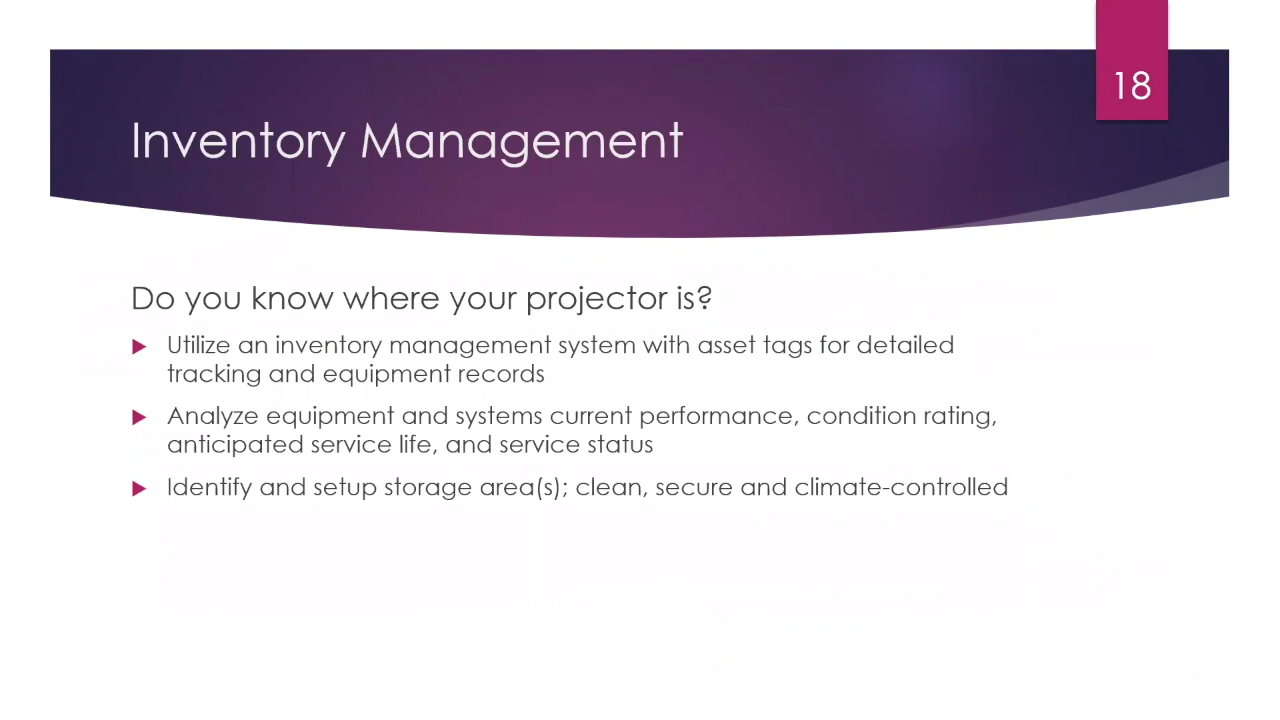 18
Inventory Management
Do you know where your projector is?
Utilize an inventory management system with asset tags for detailed
tracking and equipment records
Analyze equipment and systems current performance, condition rating,
anticipated service life, and service status
Identify and setup storage area(s); clean, secure and climate-controlled